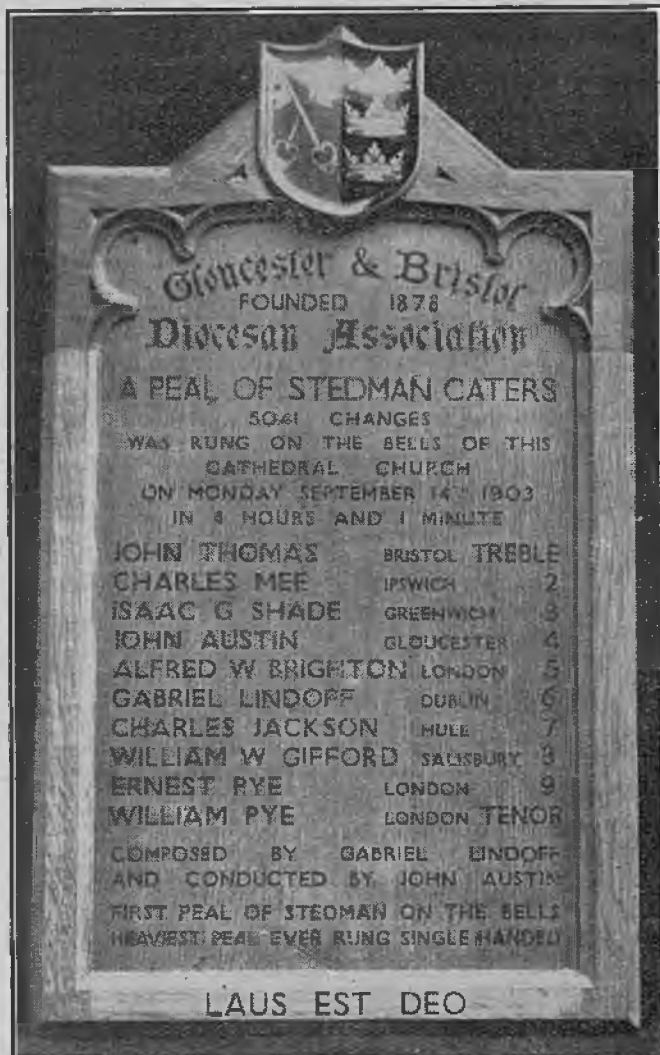 Gloucester & Bristol
FOUNDED 1878
Diocesan Association
A PEAL OF STEDMAN CATERS
5041 CHANGES
WAS RUNG ON THE BELLS OF THIS
CATHEDRAL CHURCH
ON MONDAY SEPTEMBER 14TH 1903
IN 4 HOURS AND 1 MINUTE
JOHN THOMAS BRISTOL TREBLE
CHARLES MEE IPSWICH 2
ISAAC G SHADE GREENWICH 3
JOHN AUSTIN GLOUCESTER 4
ALFRED W BRIGHTON LONDON 5
GABRIEL LINDOFF DUBLIN 6
CHARLES JACKSON HULL 7
WILLIAM W GIFFORD SALISBURY 8
ERNEST PYE LONDON 9
WILLIAM PYE LONDON TENOR
COMPOSED BY GABRIEL LINDOFF
AND CONDUCTED BY JOHN AUSTIN
FIRST PEAL OF STEDMAN ON THE BELLS
HEAVIEST PEAL EVER RUNG SINGLE HANDED
LAUS EST DEO